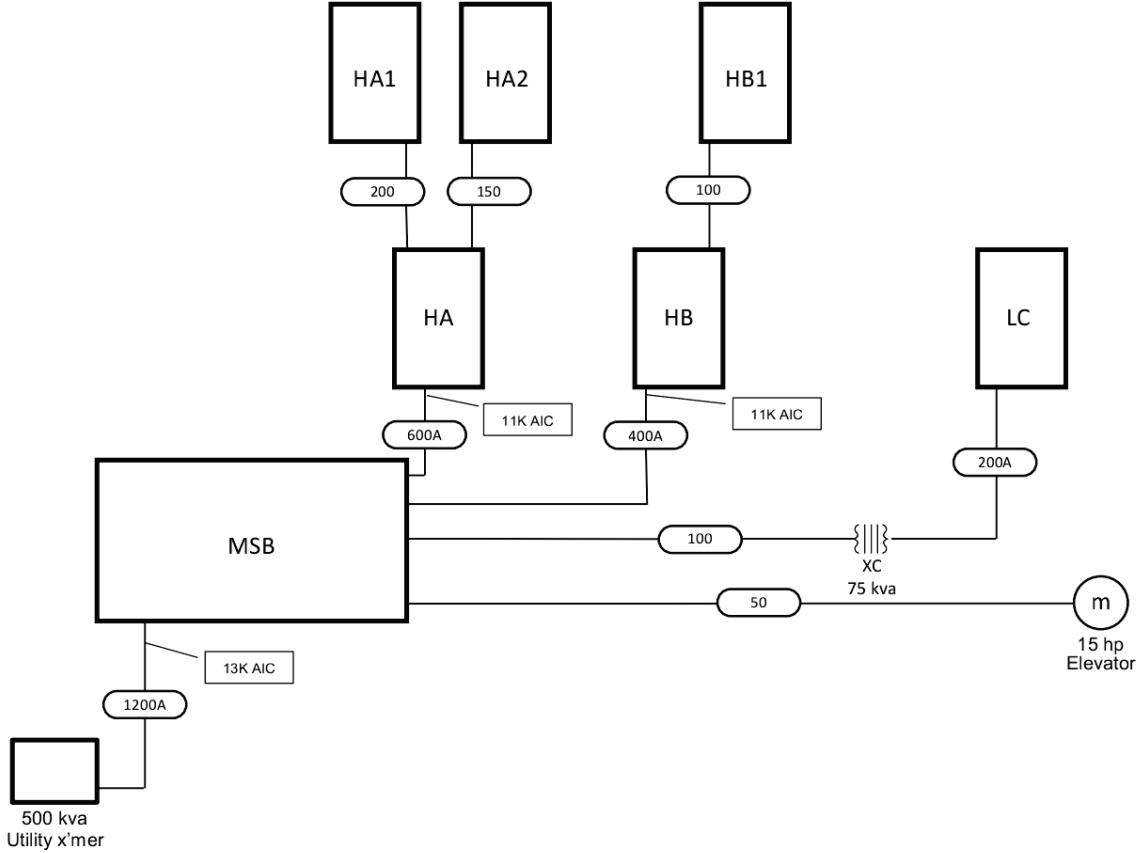 HA1
HA2
HB1
200
150
100
HA
HB
LC
11K AIC
11K AIC
600A
400A
200A
MSB
100
XC
75 kva
50
m
15 hp
Elevator
13K AIC
1200A
500 kva
Utility x'mer